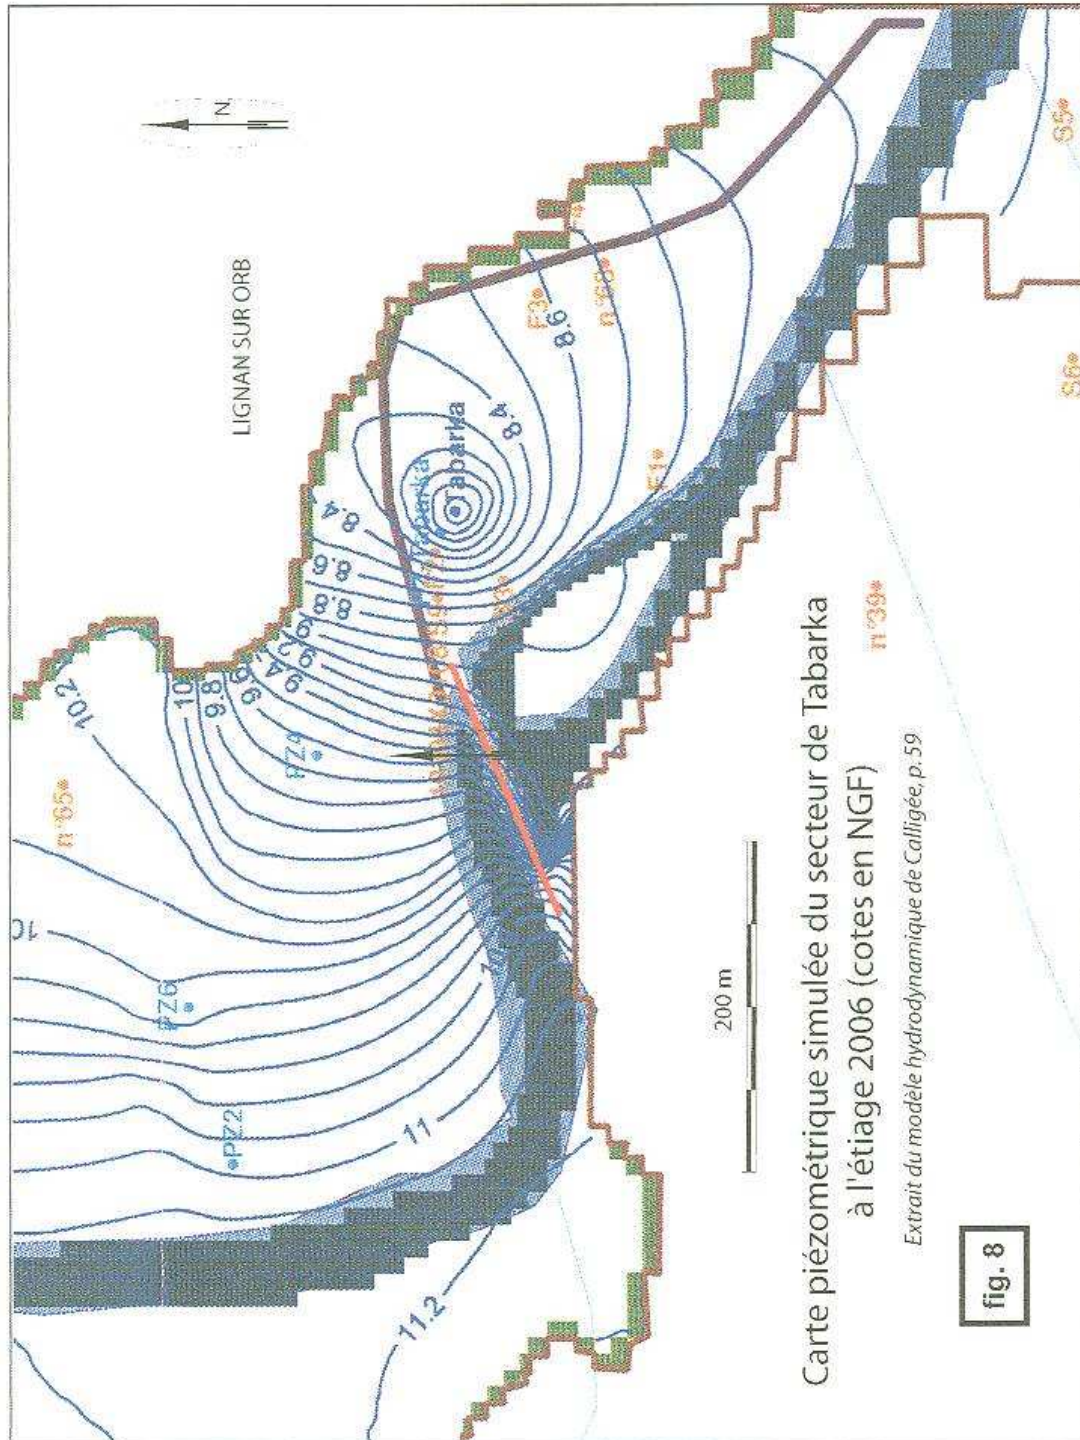 N
LIGNAN SUR ORB
10.2
n°65
10
9.8
9.6
9.4
9.2
9
8.8
8.6
8.4
PZ4
PZ6
PZ2
10
Tabarka
Tabarka
8.4
8.6
F3
n°68
F1
11
11.2
n°39
S5
S6
200 m
Carte piézométrique simulée du secteur de Tabarka
à l'étiage 2006 (cotes en NGF)
Extrait du modèle hydrodynamique de Calligée, p.59
fig. 8